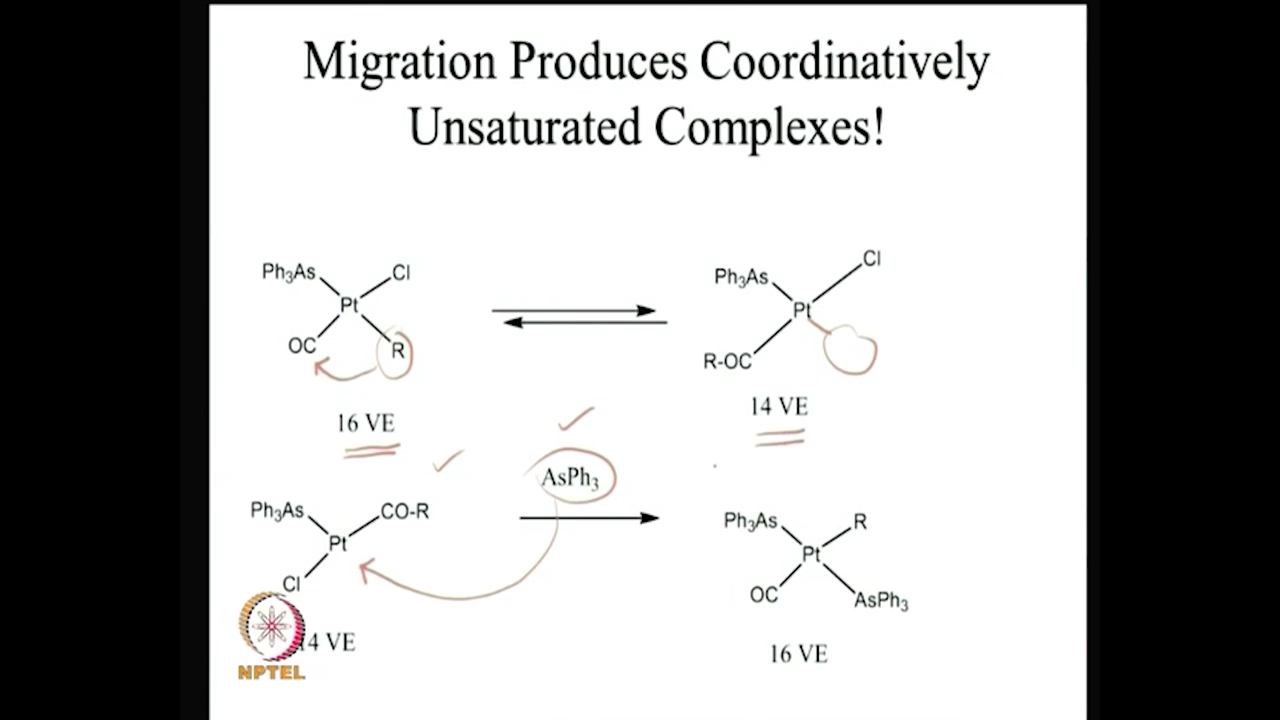 Migration Produces Coordinatively
Unsaturated Complexes!
Ph₃As
Cl
Pt
OC
R
16 VE
Ph₃As
Cl
Pt
R-OC
14 VE
AsPh₃
Ph₃As
CO-R
Pt
Cl
14 VE
Ph₃As
R
Pt
OC
AsPh₃
16 VE
NPTEL